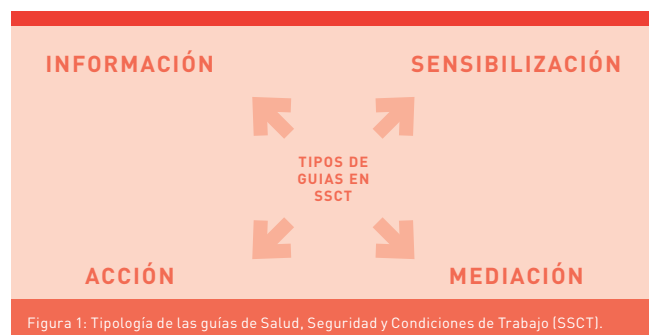 INFORMACIÓN
SENSIBILIZACIÓN
TIPOS DE
GUIAS EN
SSCT
ACCIÓN
MEDIACIÓN
Figura 1: Tipología de las guías de Salud, Seguridad y Condiciones de Trabajo (SSCT).